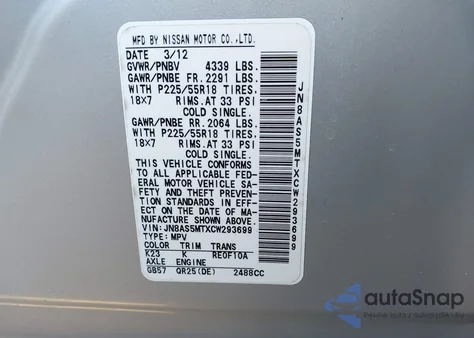 MFD BY NISSAN MOTOR CO.,LTD.
DATE 3/12
GVWR/PNBV 4339 LBS.
GAWR/PNBE FR. 2291 LBS.
WITH P225/55R18 TIRES,
18X7 RIMS.AT 33 PSI
COLD SINGLE.
GAWR/PNBE RR. 2064 LBS.
WITH P225/55R18 TIRES,
18X7 RIMS.AT 33 PSI
COLD SINGLE.
THIS VEHICLE CONFORMS
TO ALL APPLICABLE FED-
ERAL MOTOR VEHICLE SA-
FETY AND THEFT PREVEN-
TION STANDARDS IN EFF-
ECT ON THE DATE OF MA-
NUFACTURE SHOWN ABOVE.
VIN:JN8AS5MTXCW293699
TYPE:MPV
COLOR TRIM TRANS
K23 K RE0F10A
AXLE ENGINE
GB57 QR25(DE) 2488CC
JN8AS5MTXCW293699
autoSnap